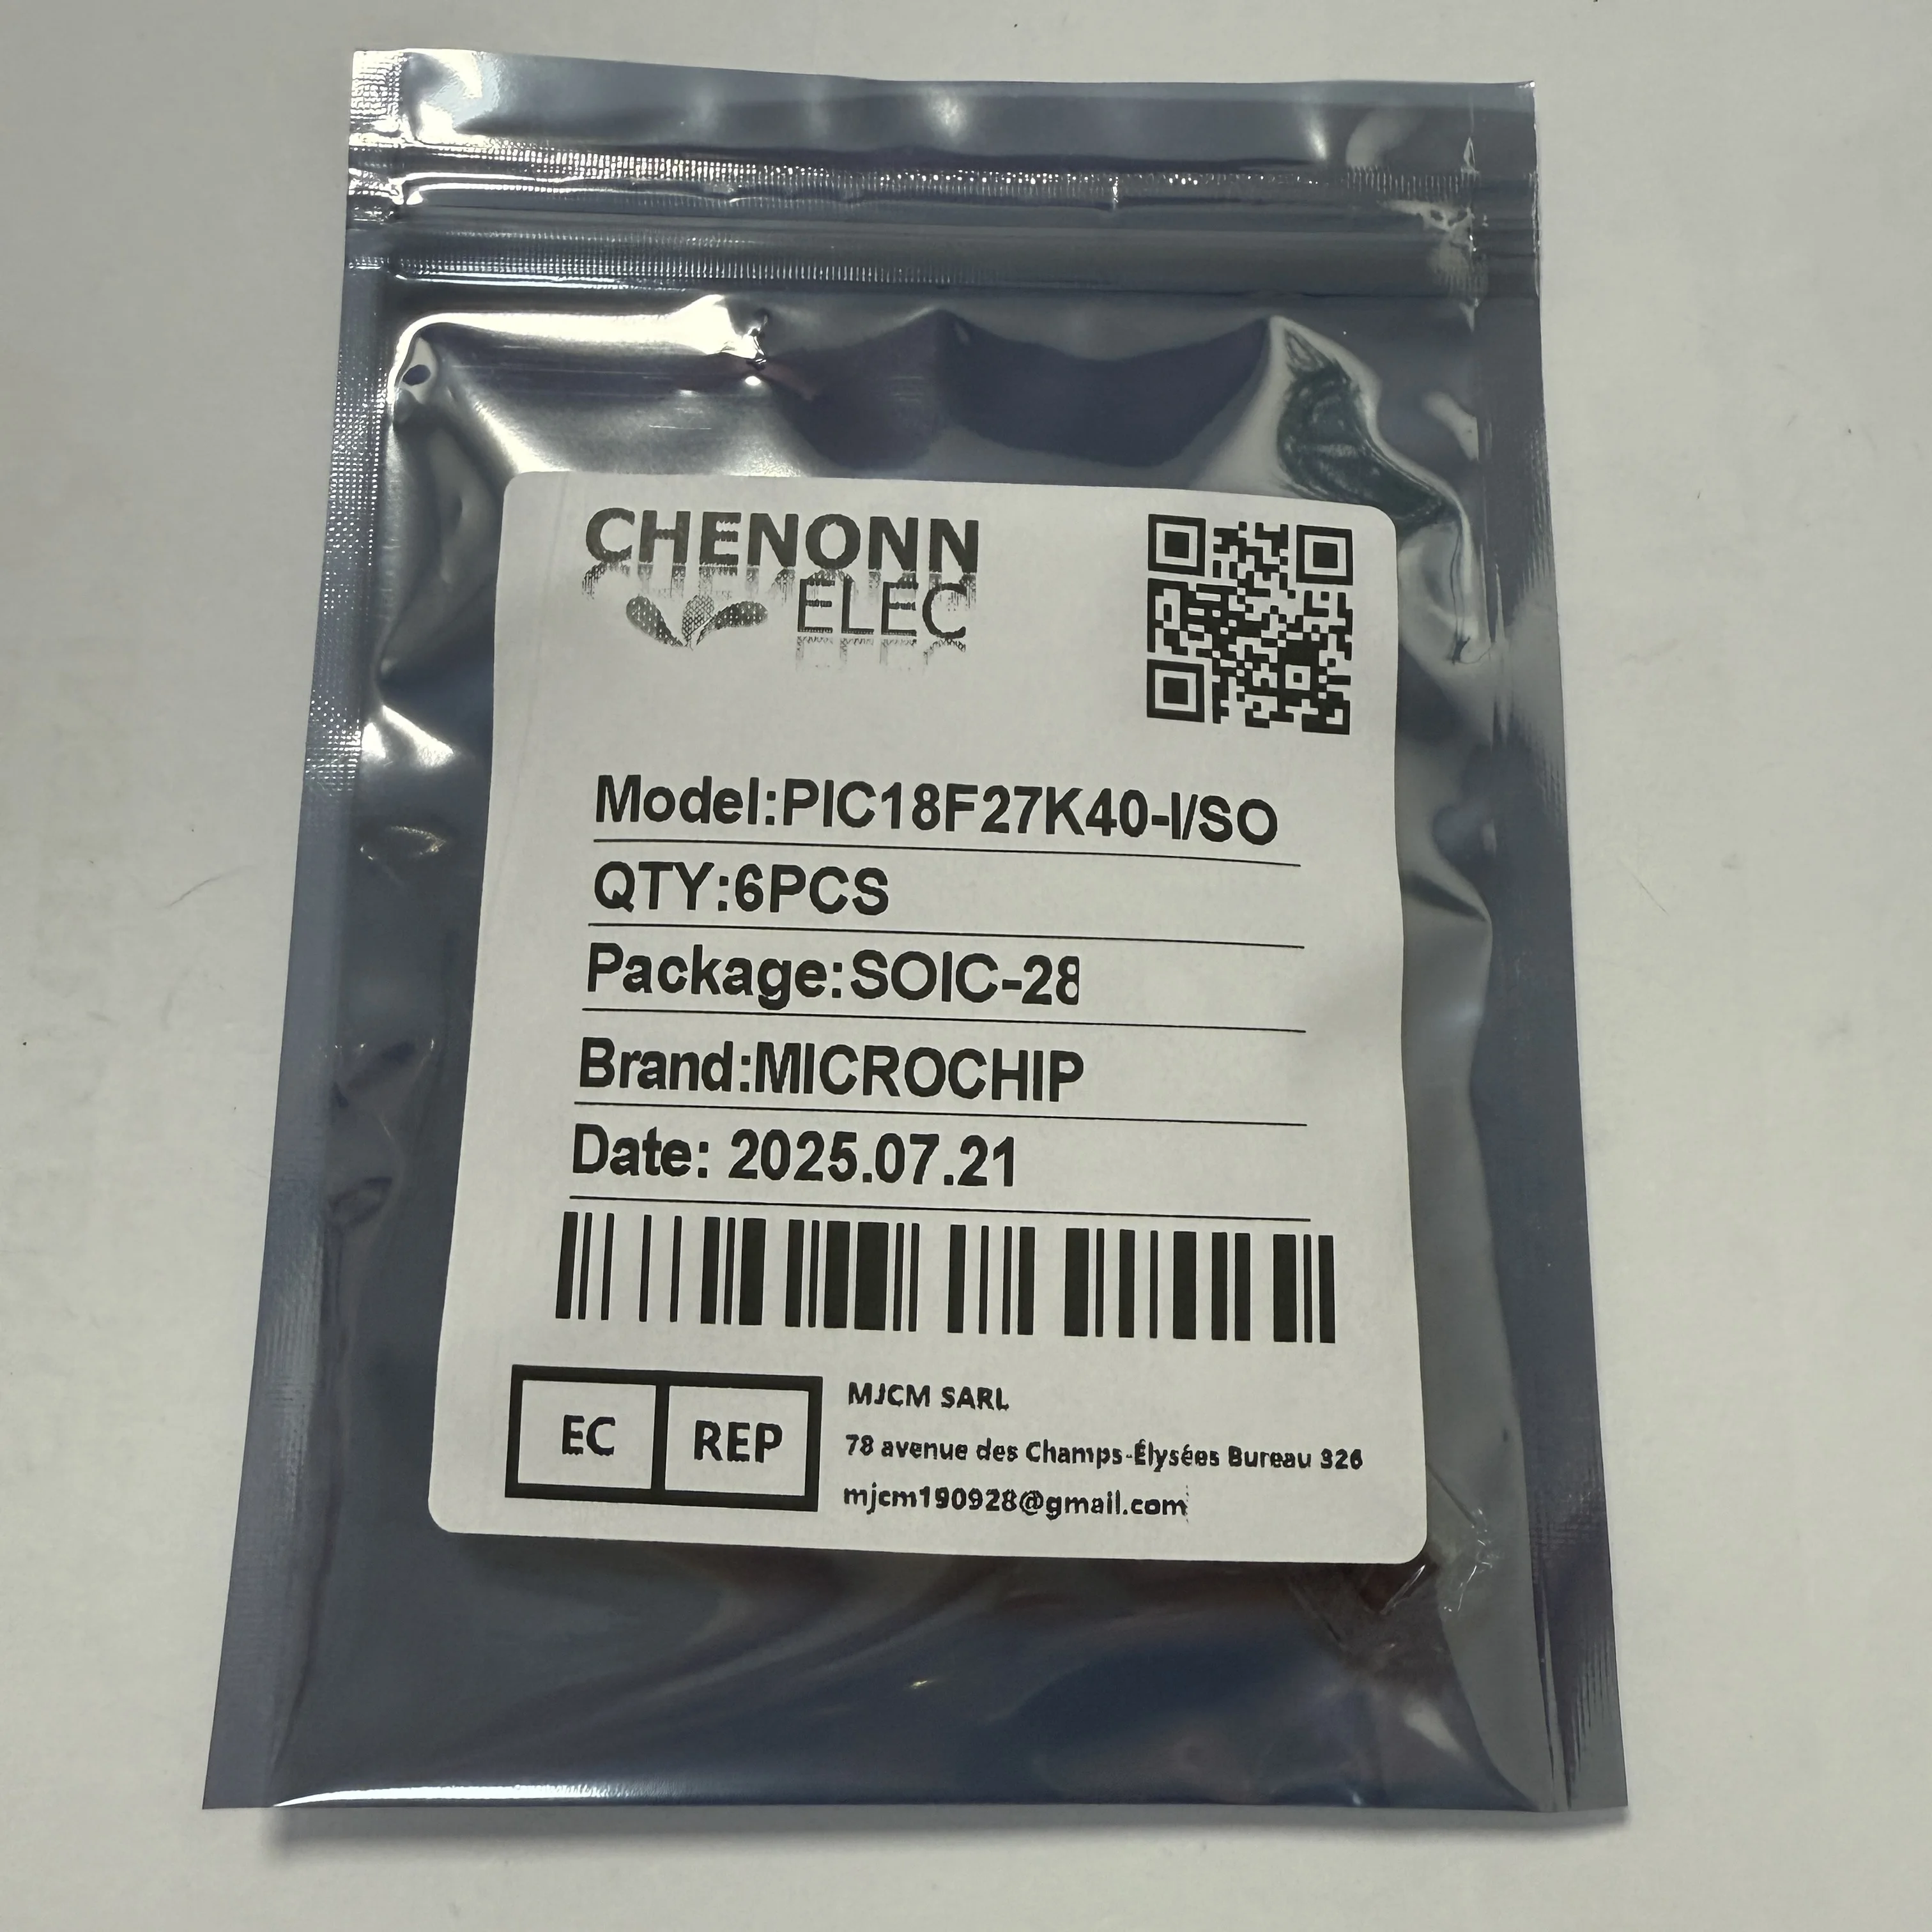 CHENONN
ELEC
Model:PIC18F27K40-I/SO
QTY:6PCS
Package:SOIC-28
Brand:MICROCHIP
Date: 2025.07.21
EC REP
MJCM SARL
78 avenue des Champs-Élysées Bureau 326
mjcm190928@gmail.com